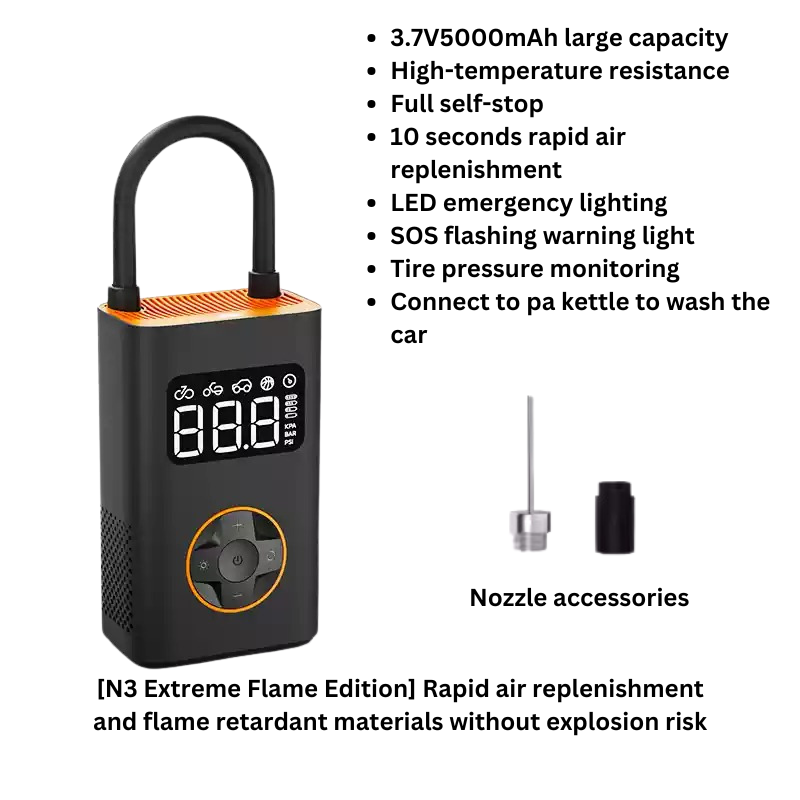 • 3.7V5000mAh large capacity
• High-temperature resistance
• Full self-stop
• 10 seconds rapid air
replenishment
• LED emergency lighting
• SOS flashing warning light
• Tire pressure monitoring
• Connect to pa kettle to wash the
car
88.8
KPA
BAR
PSI
Nozzle accessories
[N3 Extreme Flame Edition] Rapid air replenishment
and flame retardant materials without explosion risk